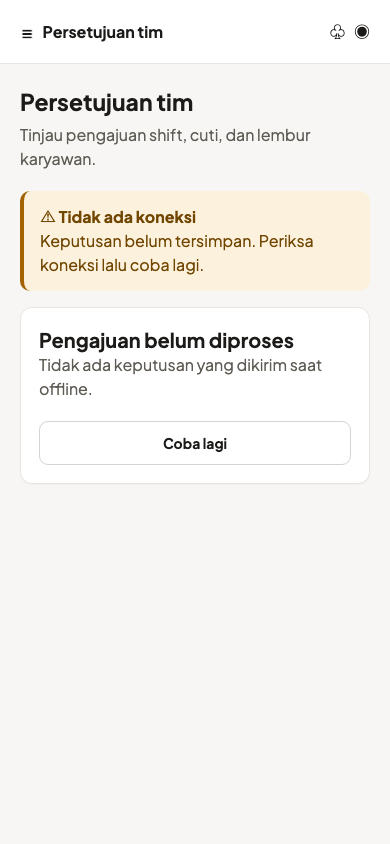 ≡ Persetujuan tim
Persetujuan tim
Tinjau pengajuan shift, cuti, dan lembur
karyawan.
⚠ Tidak ada koneksi
Keputusan belum tersimpan. Periksa
koneksi lalu coba lagi.
Pengajuan belum diproses
Tidak ada keputusan yang dikirim saat
offline.
Coba lagi